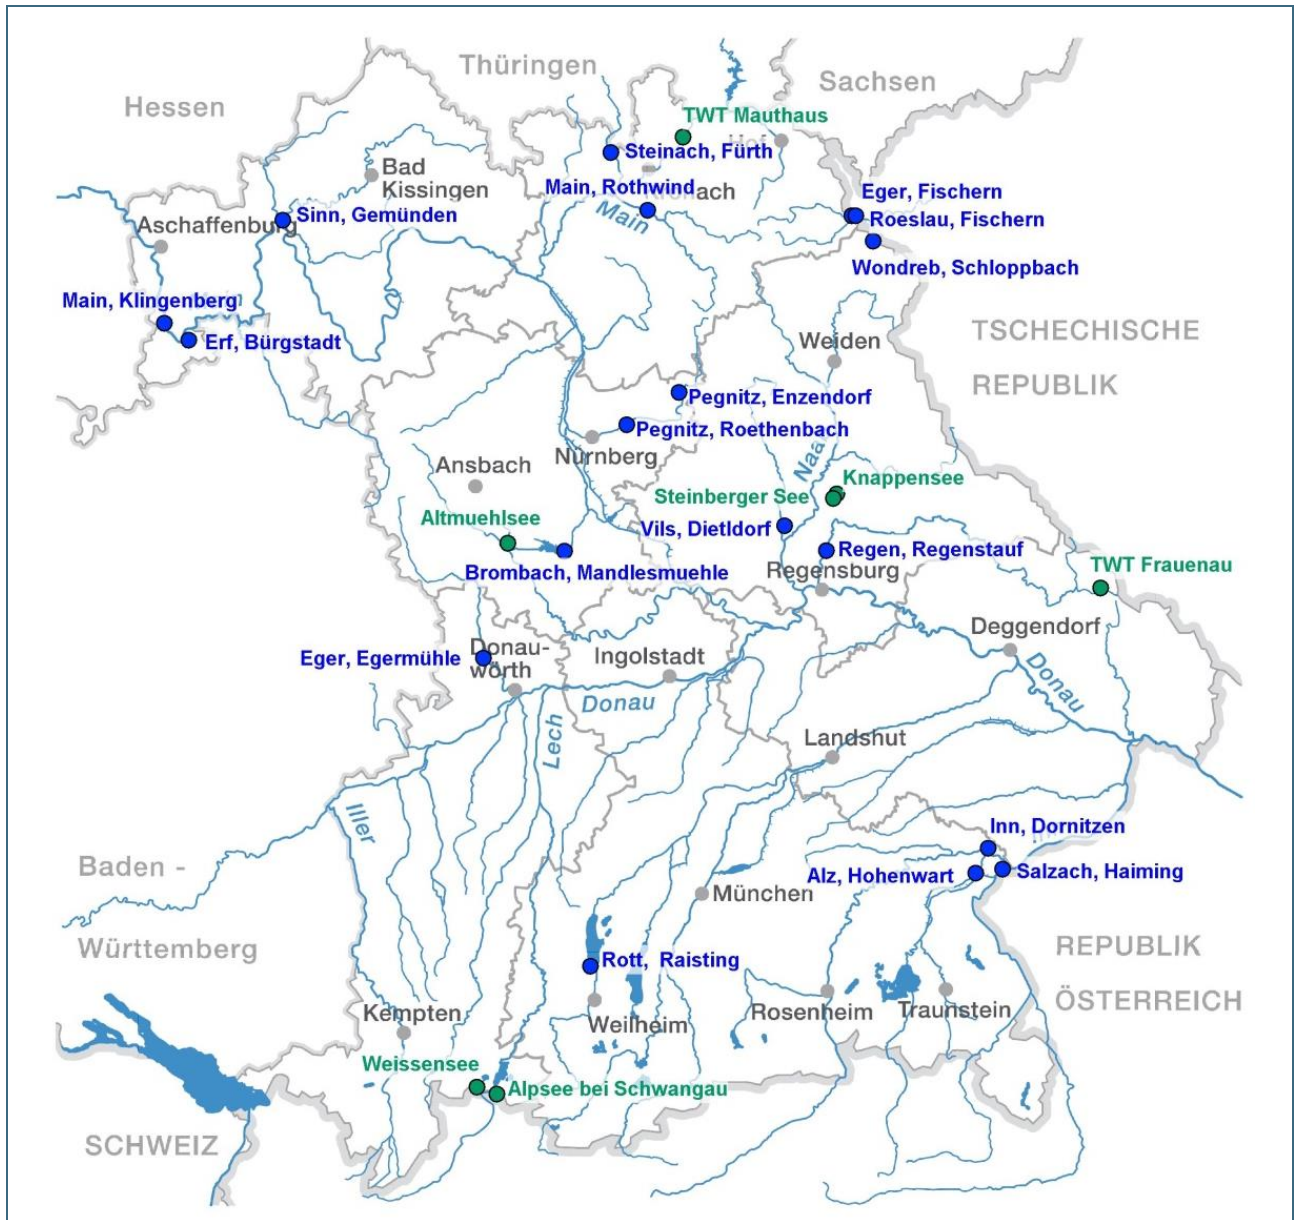 Thüringen
Sachsen
Hessen
TWT Mauthaus
Hof
Steinach, Fürth
Bad
Kissingen
Main, Rothwind
Eger, Fischern
Main
Sinn, Gemünden
Roeslau, Fischern
Aschaffenburg
Wondreb, Schloppbach
Main, Klingenberg
Main
Erf, Bürgstadt
TSCHECHISCHE
Weiden
REPUBLIK
Pegnitz, Enzendorf
Pegnitz, Roethenbach
Nürnberg
Ansbach
Knappensee
Steinberger See
Altmuehlsee
Vils, Dietldorf
Regen, Regenstauf
TWT Frauenau
Brombach, Mandlesmuehle
Regensburg
Deggendorf
Donau-
wörth
Eger, Egermühle
Ingolstadt
Donau
Donau
Lech
Landshut
Iller
Inn, Dornitzen
Baden -
Alz, Hohenwart
Salzach, Haiming
München
Württemberg
REPUBLIK
Rott, Raisting
ÖSTERREICH
Kempten
Weilheim
Rosenheim
Traunstein
Weissensee
Alpsee bei Schwangau
SCHWEIZ